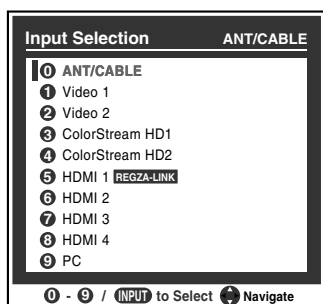 Input Selection ANT/CABLE
0 ANT/CABLE
1 Video 1
2 Video 2
3 ColorStream HD1
4 ColorStream HD2
5 HDMI 1 REGZA-LINK
6 HDMI 2
7 HDMI 3
8 HDMI 4
9 PC
0 - 9 / INPUT to Select Navigate